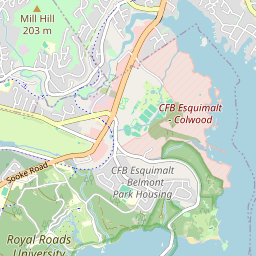 Mill Hill
203 m
CFB Esquimalt
- Colwood
Sooke Road
CFB Esquimalt
- Belmont
Park Housing
Royal Roads
University